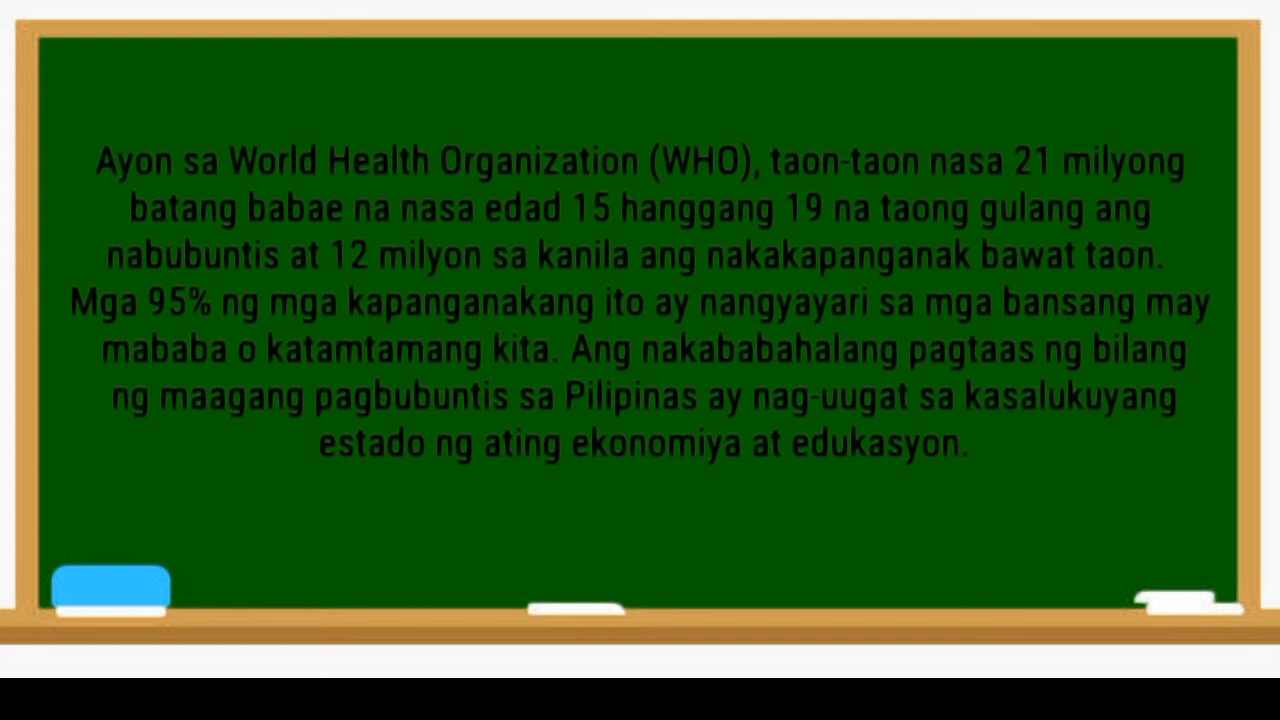 Ayon sa World Health Organization (WHO), taon-taon nasa 21 milyong
batang babae na nasa edad 15 hanggang 19 na taong gulang ang
nabubuntis at 12 milyon sa kanila ang nakakapanganak bawat taon.
Mga 95% ng mga kapanganakang ito ay nangyayari sa mga bansang may
mababa o katamtamang kita. Ang nakababahalang pagtaas ng bilang
ng maagang pagbubuntis sa Pilipinas ay nag-uugat sa kasalukuyang
estado ng ating ekonomiya at edukasyon.